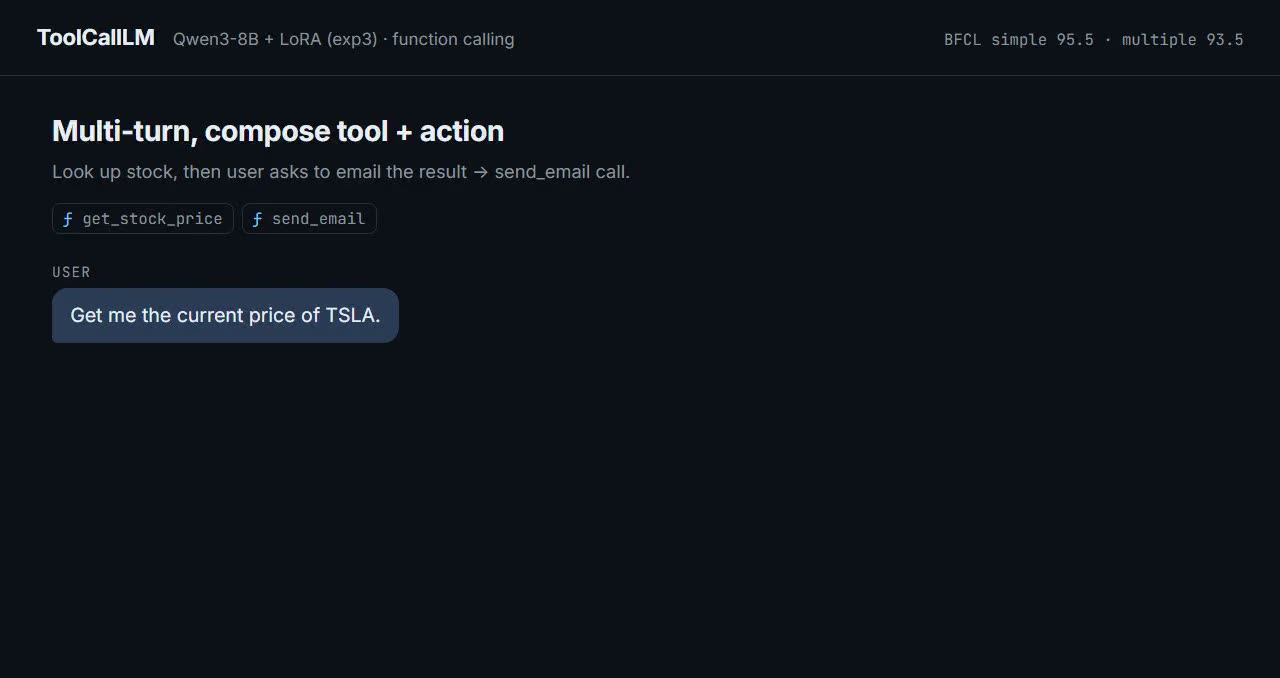 ToolCallLM Qwen3-8B + LoRA (exp3) · function calling BFCL simple 95.5 · multiple 93.5
Multi-turn, compose tool + action
Look up stock, then user asks to email the result → send_email call.
ƒ get_stock_price ƒ send_email
USER
Get me the current price of TSLA.